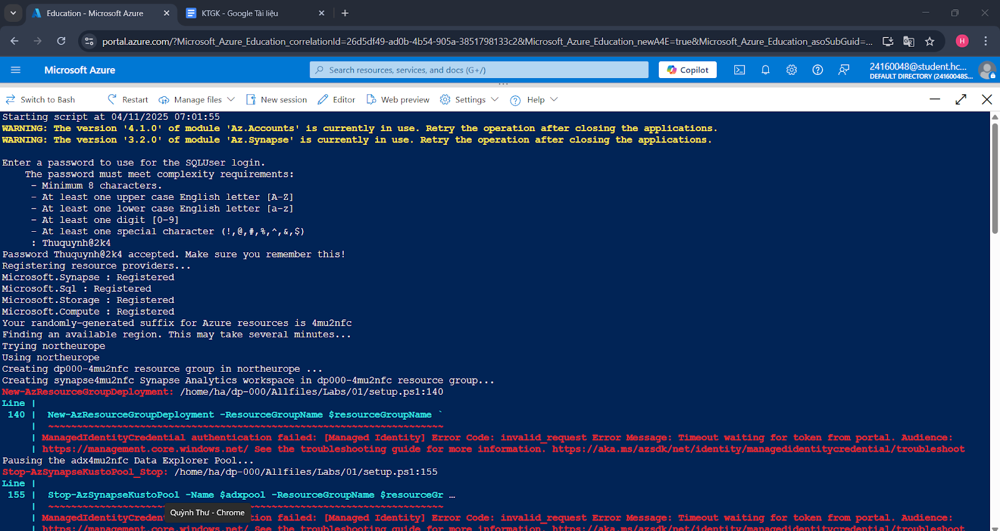 Education - Microsoft Azure
KTGK - Google Tài liệu
portal.azure.com/?Microsoft_Azure_Education_correlationId=26d5df49-ad0b-4b54-905a-3851798133c2&Microsoft_Azure_Education_newA4E=true&Microsoft_Azure_Education_asoSubGuid=...
H
Microsoft Azure
Search resources, services, and docs (G+/)
Copilot
24160048@student.hc...
DEFAULT DIRECTORY (24160048S...
Switch to Bash
Restart
Manage files
New session
Editor
Web preview
Settings
Help
Starting script at 04/11/2025 07:01:55
WARNING: The version '4.1.0' of module 'Az.Accounts' is currently in use. Retry the operation after closing the applications.
WARNING: The version '3.2.0' of module 'Az.Synapse' is currently in use. Retry the operation after closing the applications.
Enter a password to use for the SQLUser login.
The password must meet complexity requirements:
- Minimum 8 characters.
- At least one upper case English letter [A-Z]
- At least one lower case English letter [a-z]
- At least one digit [0-9]
- At least one special character (!,@,#,%,^,&,$)
: Thuquynh@2k4
Password Thuquynh@2k4 accepted. Make sure you remember this!
Registering resource providers...
Microsoft.Synapse : Registered
Microsoft.Sql : Registered
Microsoft.Storage : Registered
Microsoft.Compute : Registered
Your randomly-generated suffix for Azure resources is 4mu2nfc
Finding an available region. This may take several minutes...
Trying northeurope
Using northeurope
Creating dp000-4mu2nfc resource group in northeurope ...
Creating synapse4mu2nfc Synapse Analytics workspace in dp000-4mu2nfc resource group...
New-AzResourceGroupDeployment: /home/ha/dp-000/Allfiles/Labs/01/setup.ps1:140
Line |
140 | New-AzResourceGroupDeployment -ResourceGroupName $resourceGroupName `
| ~~~~~~~~~~~~~~~~~~~~~~~~~~~~~~~~~~~~~~~~~~~~~~~~~~~~~~~~~~~~~~~~~~~~~
| ManagedIdentityCredential authentication failed: [Managed Identity] Error Code: invalid_request Error Message: Timeout waiting for token from portal. Audience:
| https://management.core.windows.net/ See the troubleshooting guide for more information. https://aka.ms/azsdk/net/identity/managedidentitycredential/troubleshoot
Pausing the adx4mu2nfc Data Explorer Pool...
Stop-AzSynapseKustoPool_Stop: /home/ha/dp-000/Allfiles/Labs/01/setup.ps1:155
Line |
155 | Stop-AzSynapseKustoPool -Name $adxpool -ResourceGroupName $resourceGr …
| ~~~~~~~~~~~~~~~~~~~~~~~~~~~~~~~~~~~~~~~~~~~~~~~~~~~~~~~~~~~~~~~~~~~~~
Quỳnh Thư - Chrome
| failed: [Managed Identity] Error Code: invalid_request Error Message: Timeout waiting for token from portal. Audience:
| https://management.core.windows.net/ See the troubleshooting guide for more information. https://aka.ms/azsdk/net/identity/managedidentitycredential/troubleshoot